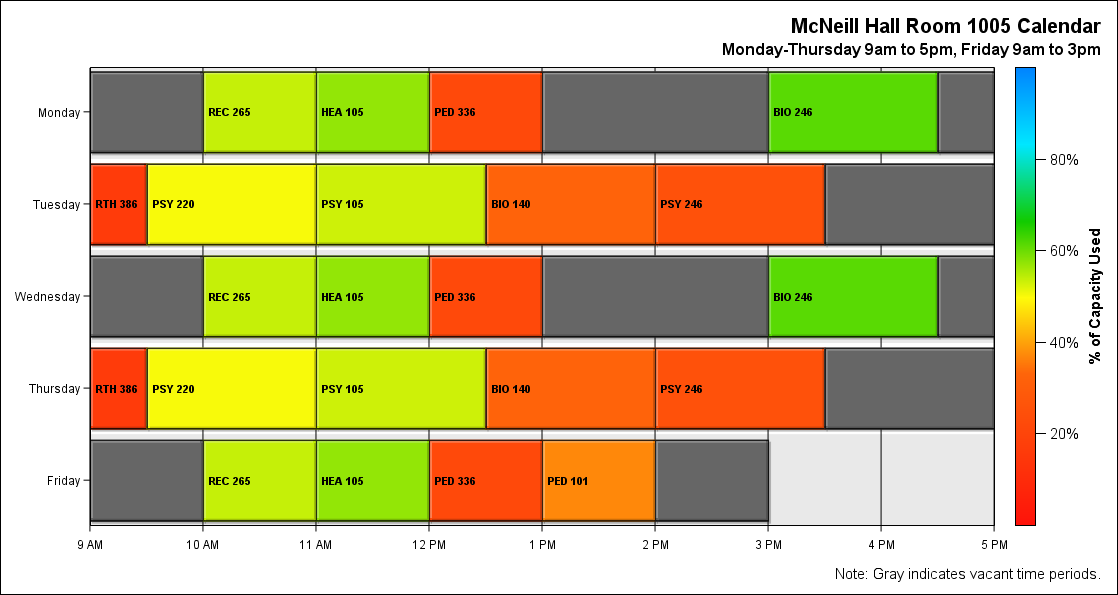 McNeill Hall Room 1005 Calendar
Monday-Thursday 9am to 5pm, Friday 9am to 3pm
Monday
REC 265
HEA 105
PED 336
BIO 246
Tuesday
RTH 386
PSY 220
PSY 105
BIO 140
PSY 246
Wednesday
REC 265
HEA 105
PED 336
BIO 246
Thursday
RTH 386
PSY 220
PSY 105
BIO 140
PSY 246
Friday
REC 265
HEA 105
PED 336
PED 101
9 AM
10 AM
11 AM
12 PM
1 PM
2 PM
3 PM
4 PM
5 PM
80%
60%
40%
20%
% of Capacity Used
Note: Gray indicates vacant time periods.